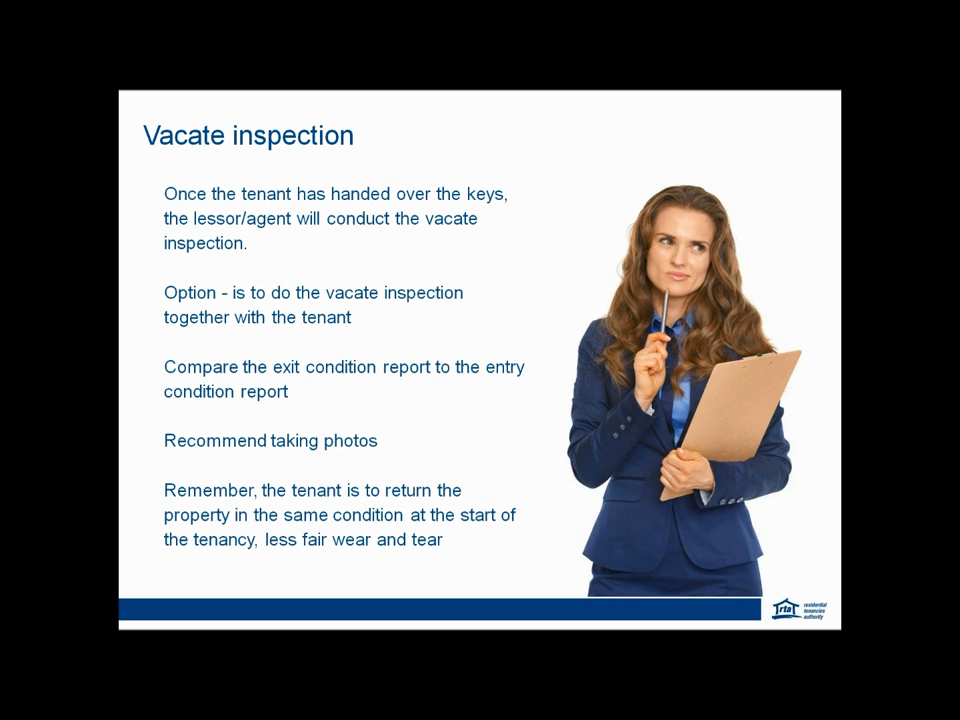 Vacate inspection
Once the tenant has handed over the keys,
the lessor/agent will conduct the vacate
inspection.
Option - is to do the vacate inspection
together with the tenant
Compare the exit condition report to the entry
condition report
Recommend taking photos
Remember, the tenant is to return the
property in the same condition at the start of
the tenancy, less fair wear and tear
rta
residential
tenancies
authority